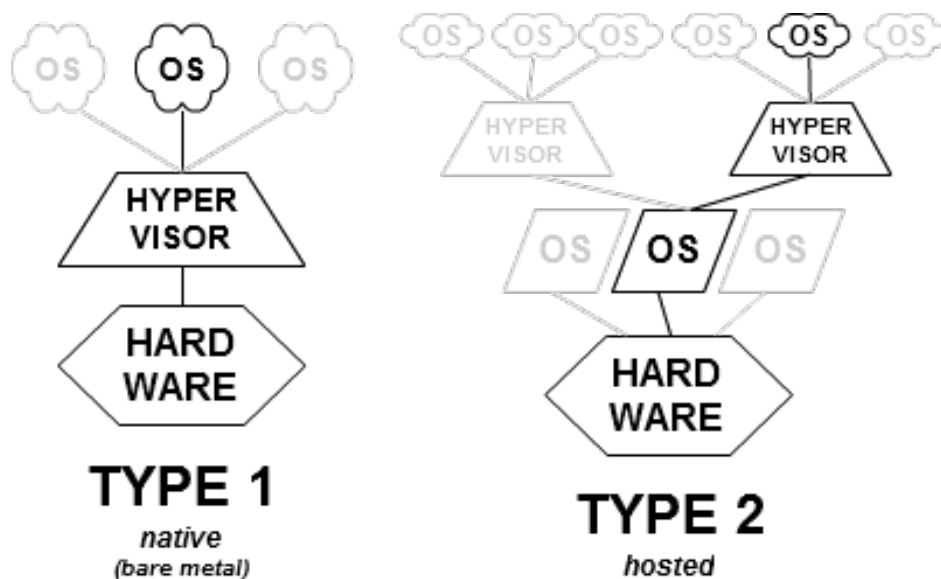 OS OS OS
HYPER
VISOR
HARD
WARE
TYPE 1
native
(bare metal)
OS OS OS OS OS OS
HYPER HYPER
VISOR VISOR
OS OS OS
HARD
WARE
TYPE 2
hosted